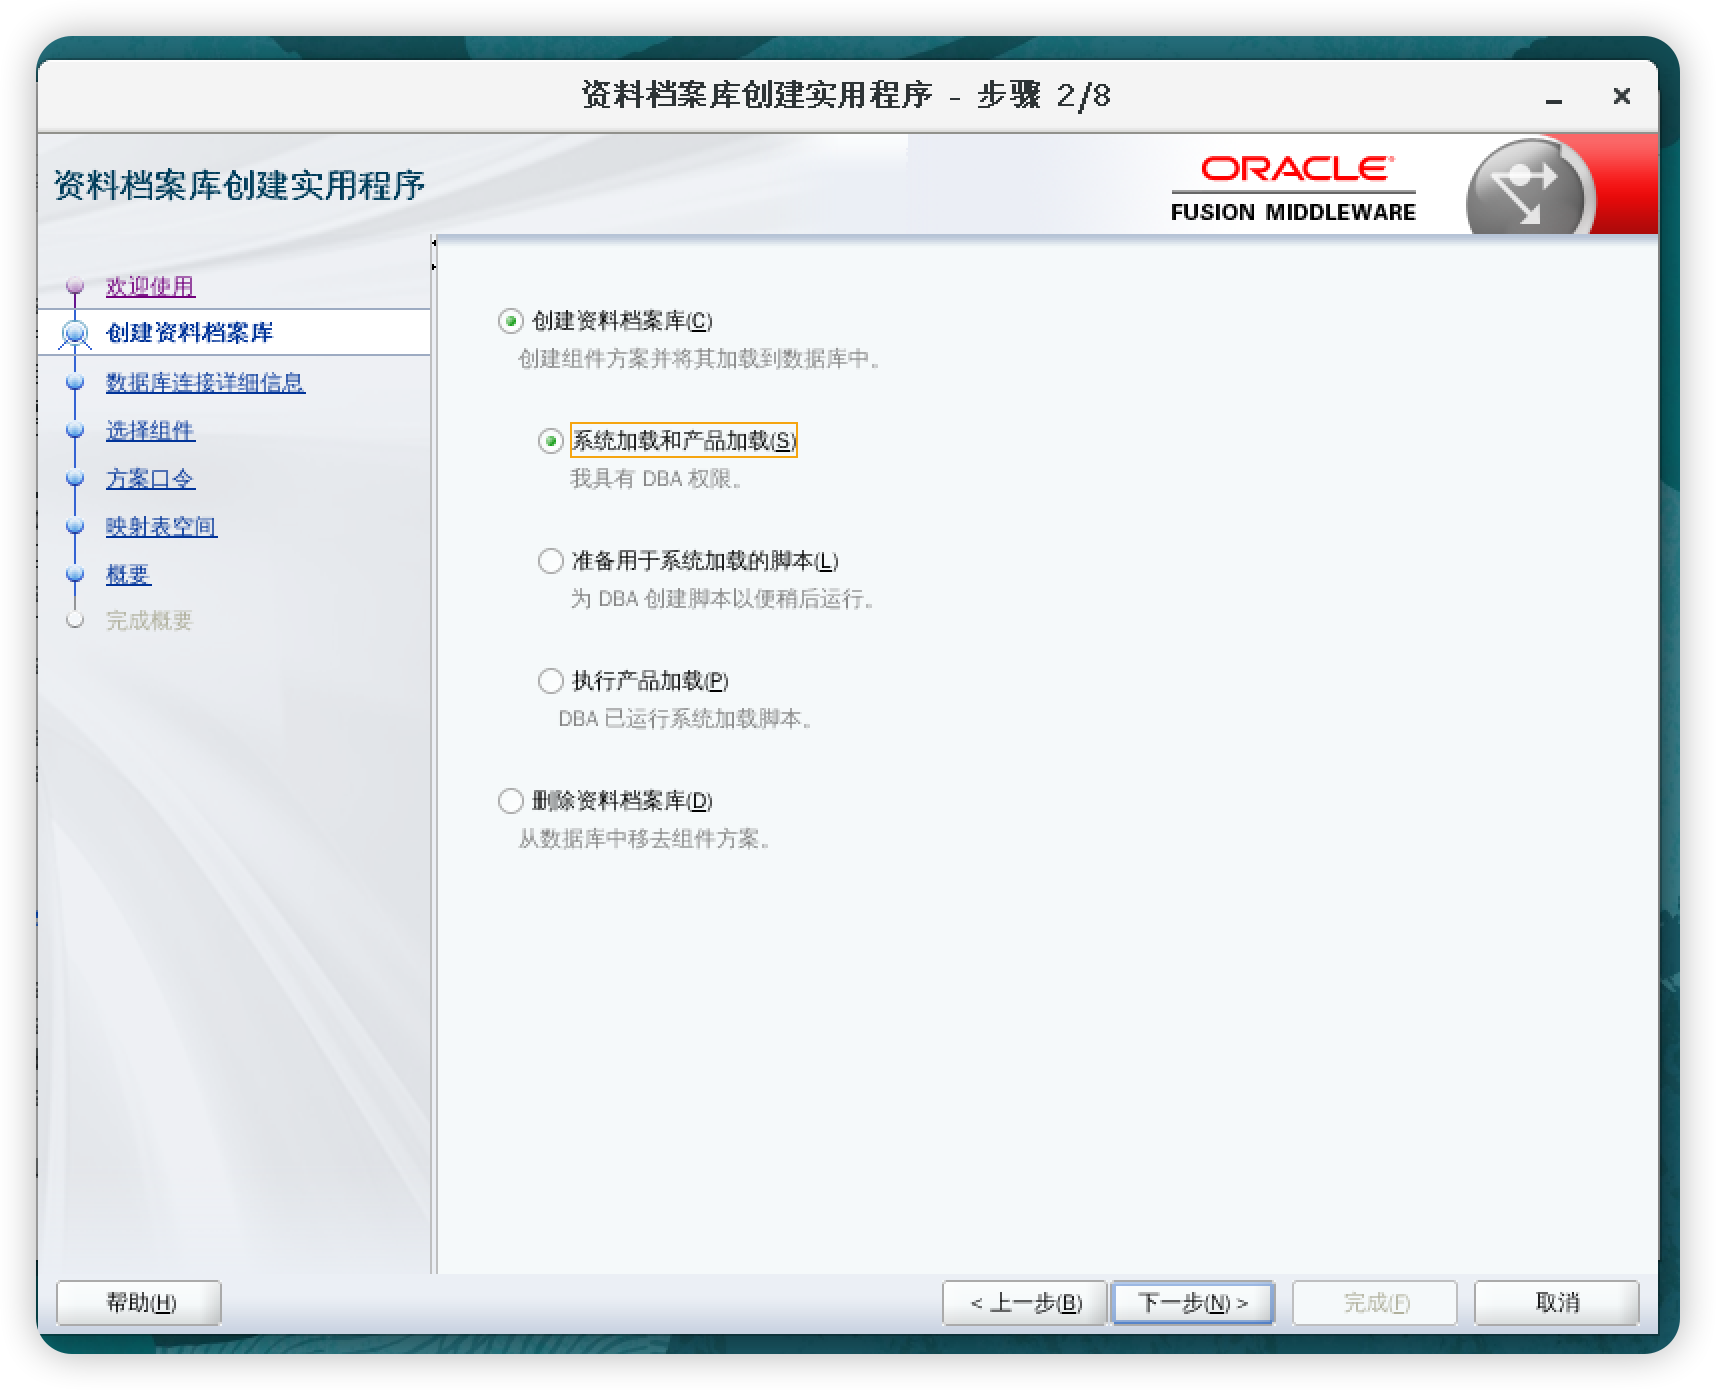 资料档案库创建实用程序 - 步骤 2/8
资料档案库创建实用程序
ORACLE®
FUSION MIDDLEWARE
欢迎使用
创建资料档案库
数据库连接详细信息
选择组件
方案口令
映射表空间
概要
完成概要
创建资料档案库(C)
创建组件方案并将其加载到数据库中。
系统加载和产品加载(S)
我具有 DBA 权限。
准备用于系统加载的脚本(L)
为 DBA 创建脚本以便稍后运行。
执行产品加载(P)
DBA 已运行系统加载脚本。
删除资料档案库(D)
从数据库中移去组件方案。
帮助(H)
< 上一步(B)
下一步(N) >
完成(F)
取消